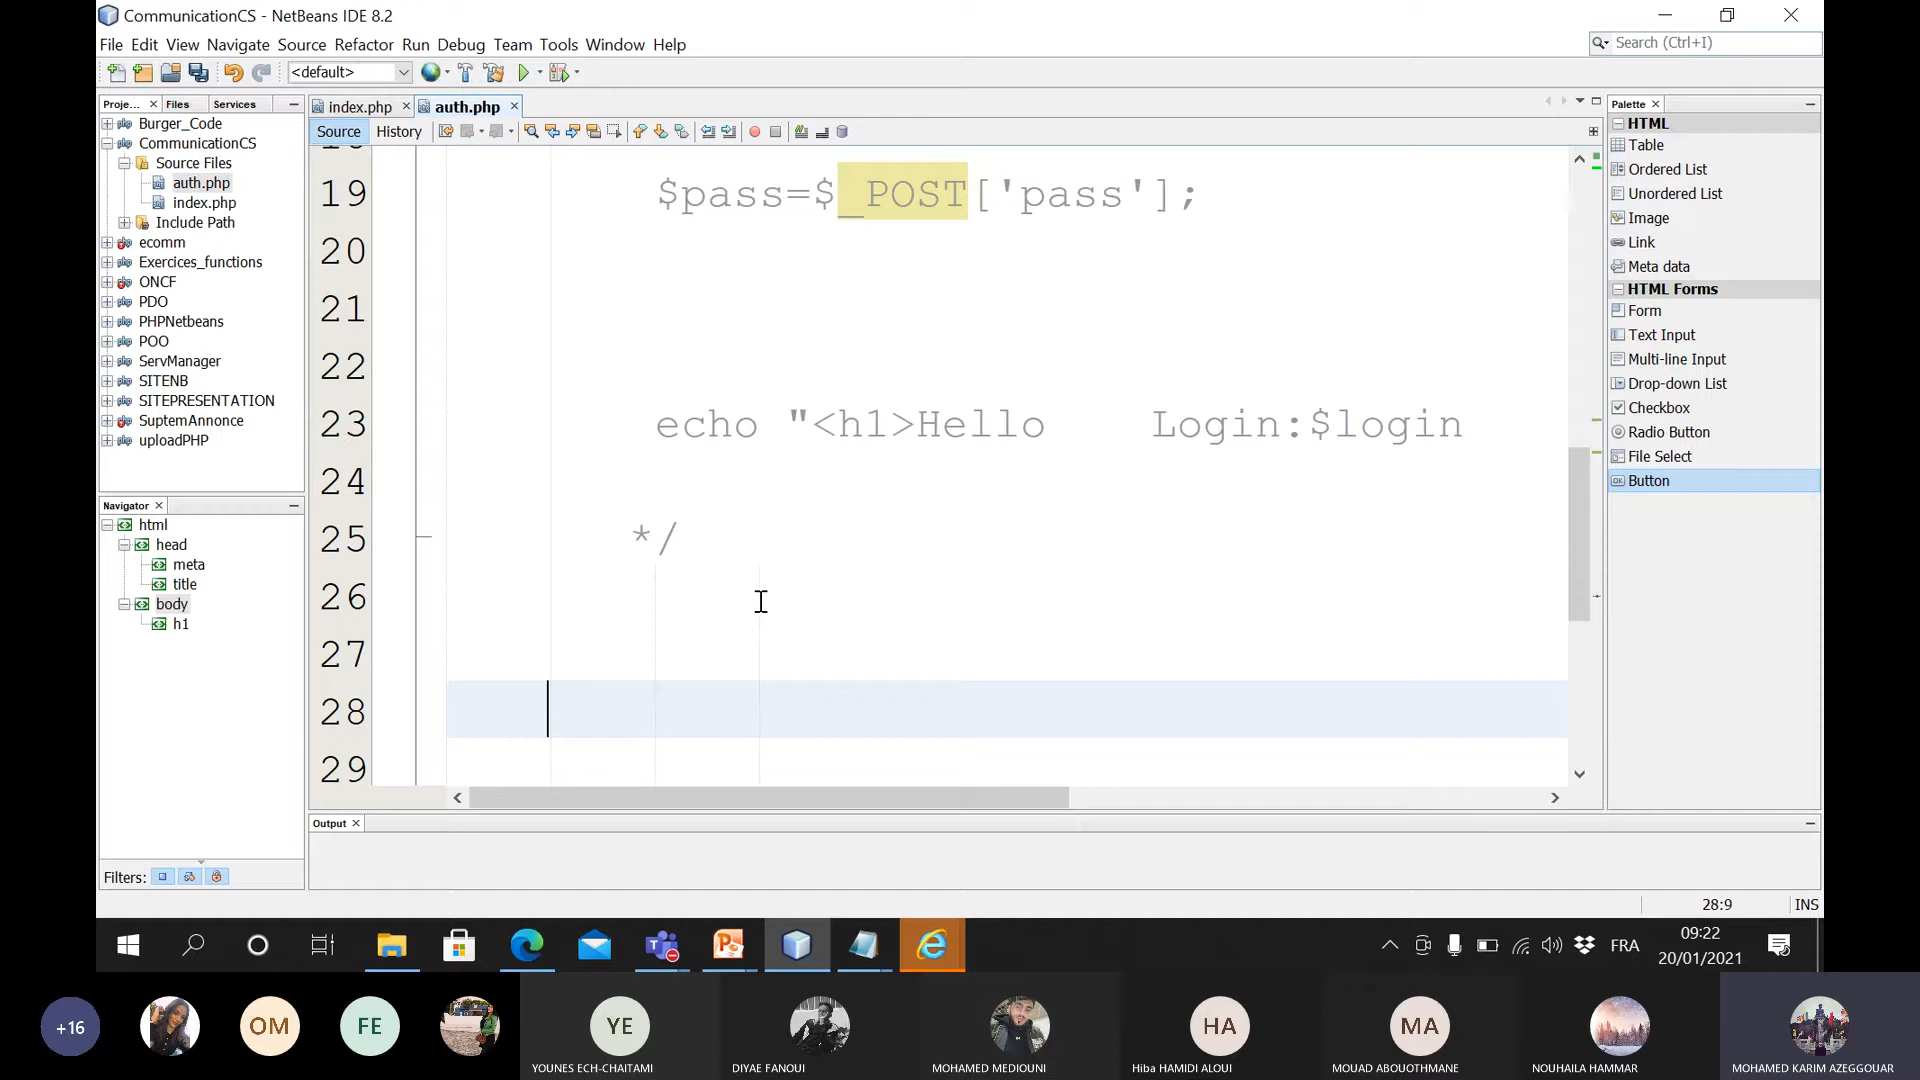 CommunicationCS - NetBeans IDE 8.2
File Edit View Navigate Source Refactor Run Debug Team Tools Window Help
Search (Ctrl+I)
<default>
Proje... Files Services
Burger_Code
CommunicationCS
Source Files
auth.php
index.php
Include Path
ecomm
Exercices_functions
ONCF
PDO
PHPNetbeans
POO
ServManager
SITENB
SITEPRESENTATION
SuptemAnnonce
uploadPHP
Navigator
html
head
meta
title
body
h1
Filters:
index.php auth.php
Source History
19 $pass=$_POST['pass'];
20
21
22
23 echo "<h1>Hello Login:$login
24
25 */
26
27
28
29
Output
Palette
HTML
Table
Ordered List
Unordered List
Image
Link
Meta data
HTML Forms
Form
Text Input
Multi-line Input
Drop-down List
Checkbox
Radio Button
File Select
Button
28:9 INS
FRA
09:22
20/01/2021
+16 OM FE YE HA MA
YOUNES ECH-CHAITAMI DIYAE FANOUI MOHAMED MEDIOUNI Hiba HAMIDI ALOUI MOUAD ABOUOTHMANE NOUHAILA HAMMAR MOHAMED KARIM AZEGGOUAR